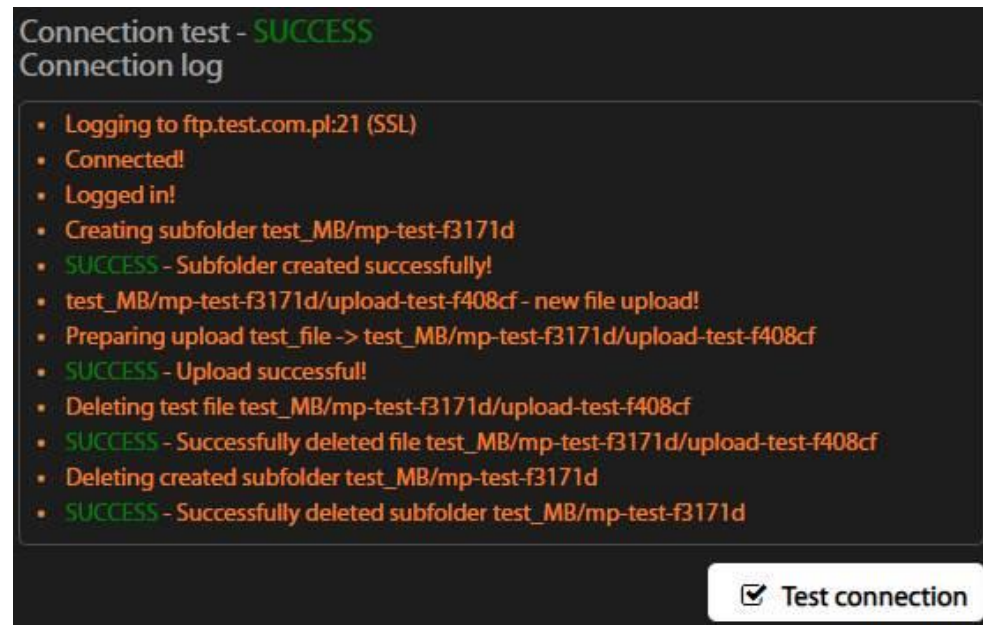 Connection test - SUCCESS
Connection log
• Logging to ftp.test.com.pl:21 (SSL)
• Connected!
• Logged in!
• Creating subfolder test_MB/mp-test-f3171d
• SUCCESS - Subfolder created successfully!
• test_MB/mp-test-f3171d/upload-test-f408cf - new file upload!
• Preparing upload test_file -> test_MB/mp-test-f3171d/upload-test-f408cf
• SUCCESS - Upload successful!
• Deleting test file test_MB/mp-test-f3171d/upload-test-f408cf
• SUCCESS - Successfully deleted file test_MB/mp-test-f3171d/upload-test-f408cf
• Deleting created subfolder test_MB/mp-test-f3171d
• SUCCESS - Successfully deleted subfolder test_MB/mp-test-f3171d
Test connection